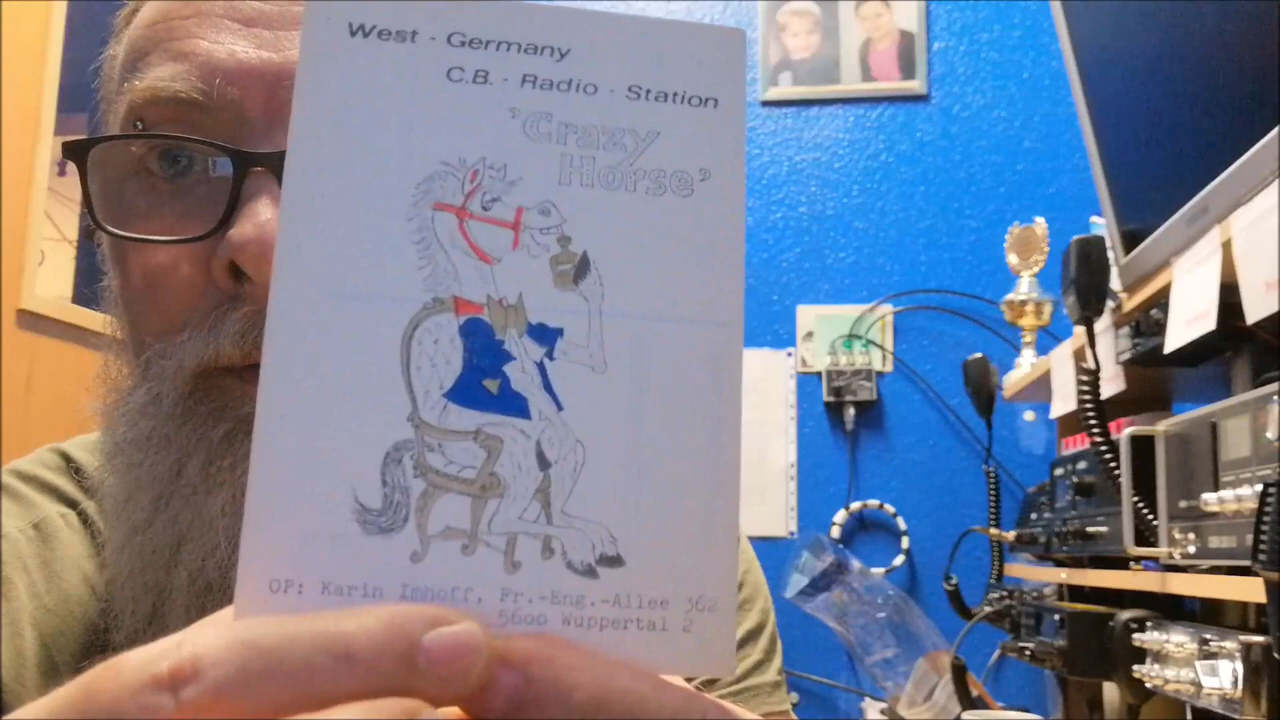 West - Germany
C.B. - Radio - Station
'Crazy
Horse'
OP: Karin Imhoff, Fr.-Eng.-Allee 362
5600 Wuppertal 2